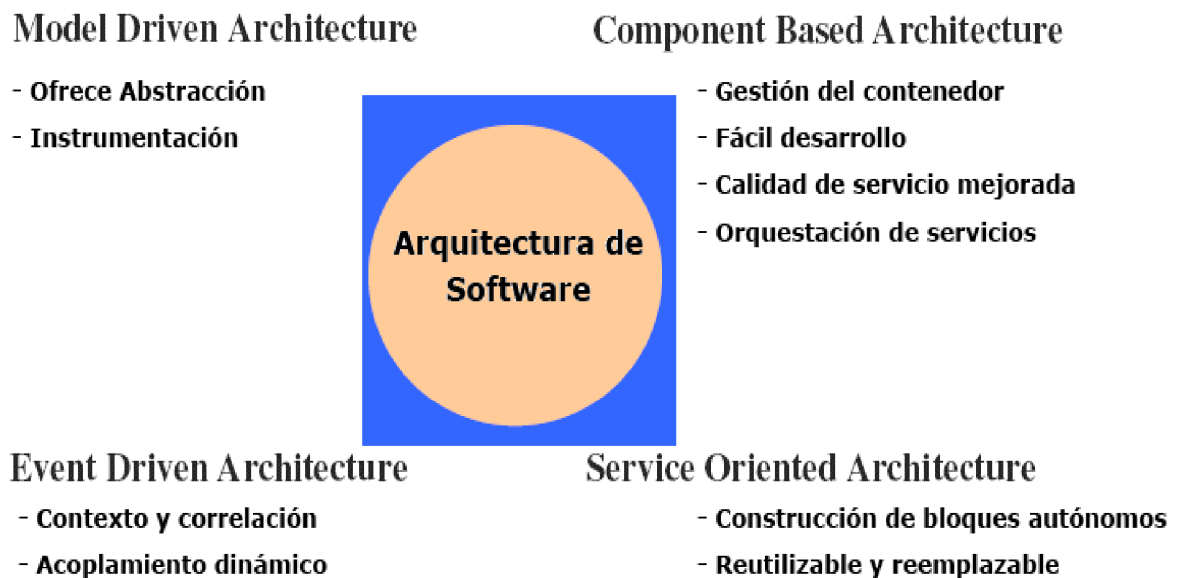 Model Driven Architecture
- Ofrece Abstracción
- Instrumentación
Component Based Architecture
- Gestión del contenedor
- Fácil desarrollo
- Calidad de servicio mejorada
- Orquestación de servicios
Arquitectura de
Software
Event Driven Architecture
- Contexto y correlación
- Acoplamiento dinámico
Service Oriented Architecture
- Construcción de bloques autónomos
- Reutilizable y reemplazable